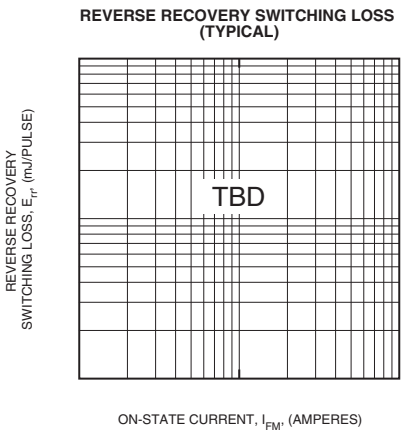 REVERSE RECOVERY SWITCHING LOSS
(TYPICAL)
REVERSE RECOVERY
SWITCHING LOSS, Err, (mJ/PULSE)
TBD
ON-STATE CURRENT, IFM, (AMPERES)